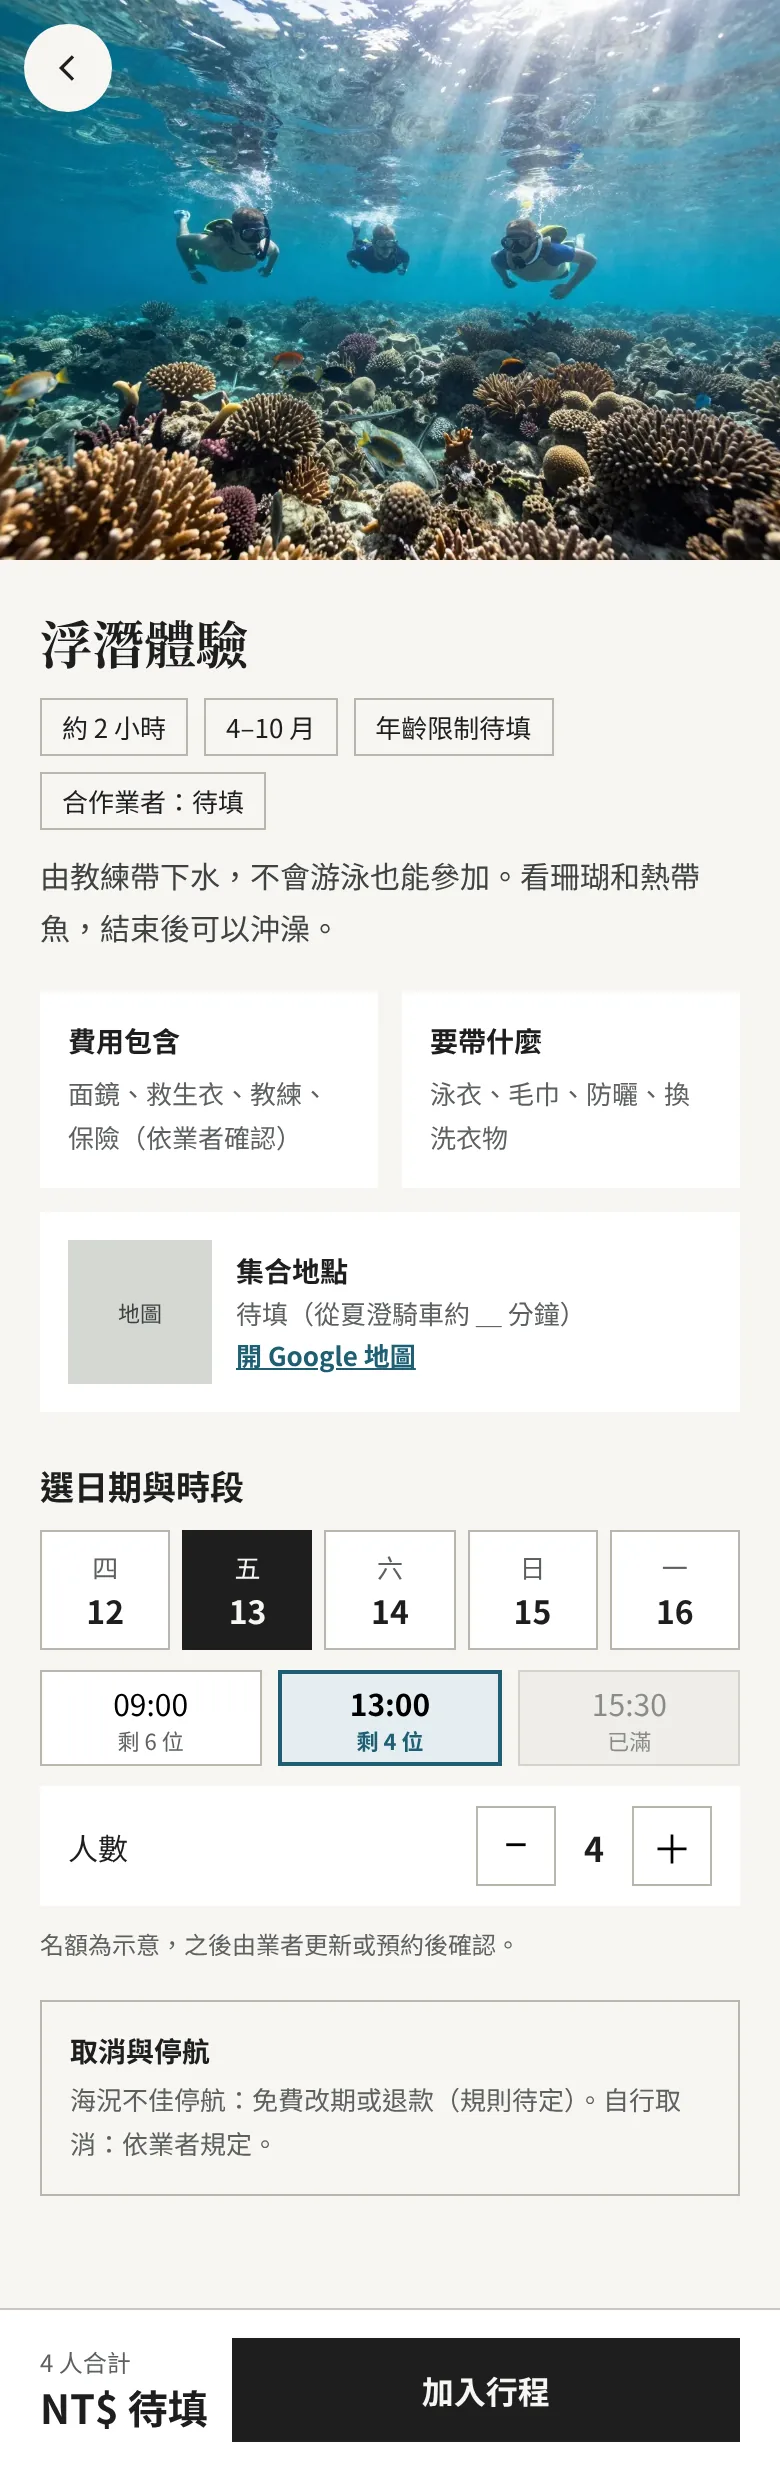 浮潛體驗
約 2 小時
4–10 月
年齡限制待填
合作業者：待填
由教練帶下水，不會游泳也能參加。看珊瑚和熱帶
魚，結束後可以沖澡。
費用包含
面鏡、救生衣、教練、
保險（依業者確認）
要帶什麼
泳衣、毛巾、防曬、換
洗衣物
地圖
集合地點
待填（從夏澄騎車約 __ 分鐘）
開 Google 地圖
選日期與時段
四
12
五
13
六
14
日
15
一
16
09:00
剩 6 位
13:00
剩 4 位
15:30
已滿
人數
− 4 +
名額為示意，之後由業者更新或預約後確認。
取消與停航
海況不佳停航：免費改期或退款（規則待定）。自行取
消：依業者規定。
4 人合計
NT$ 待填
加入行程